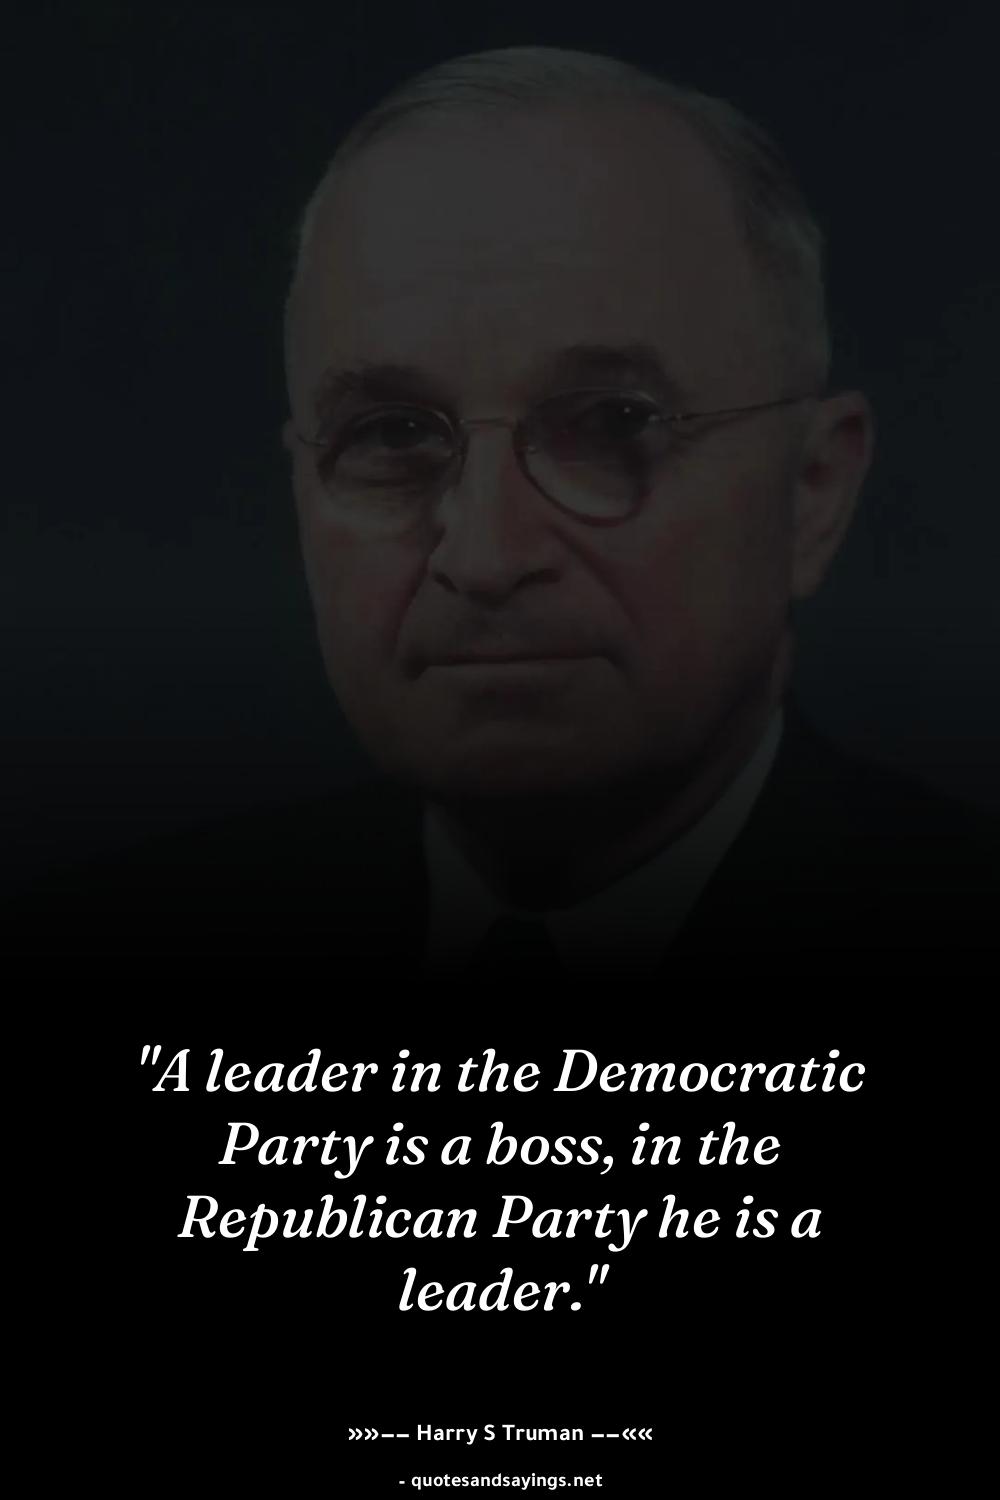 "A leader in the Democratic
Party is a boss, in the
Republican Party he is a
leader."
»»–– Harry S Truman ––««
- quotesandsayings.net